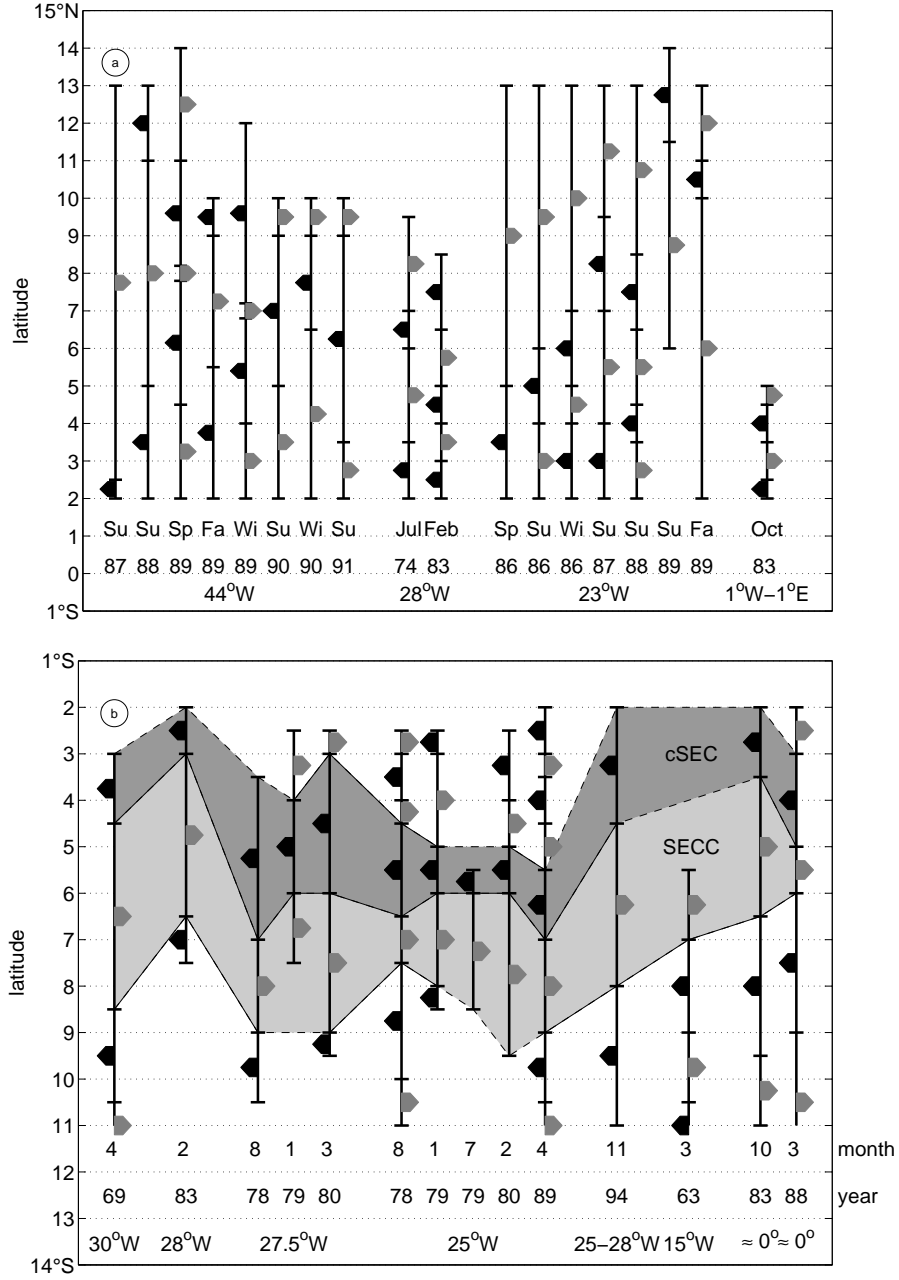 15°N
14
13
12
11
10
9
8
7
6
5
4
3
2
1
0
1°S
latitude
a
Su Su Sp Fa Wi Su Wi Su Jul Feb Sp Su Wi Su Su Su Fa Oct
87 88 89 89 89 90 90 91 74 83 86 86 86 87 88 89 89 83
44°W 28°W 23°W 1°W–1°E
1°S
2
3
4
5
6
7
8
9
10
11
12
13
14°S
latitude
b
cSEC
SECC
4 2 8 1 3 8 1 7 2 4 11 3 10 3 month
69 83 78 79 80 78 79 79 80 89 94 63 83 88 year
30°W 28°W 27.5°W 25°W 25–28°W 15°W ≈ 0° ≈ 0°